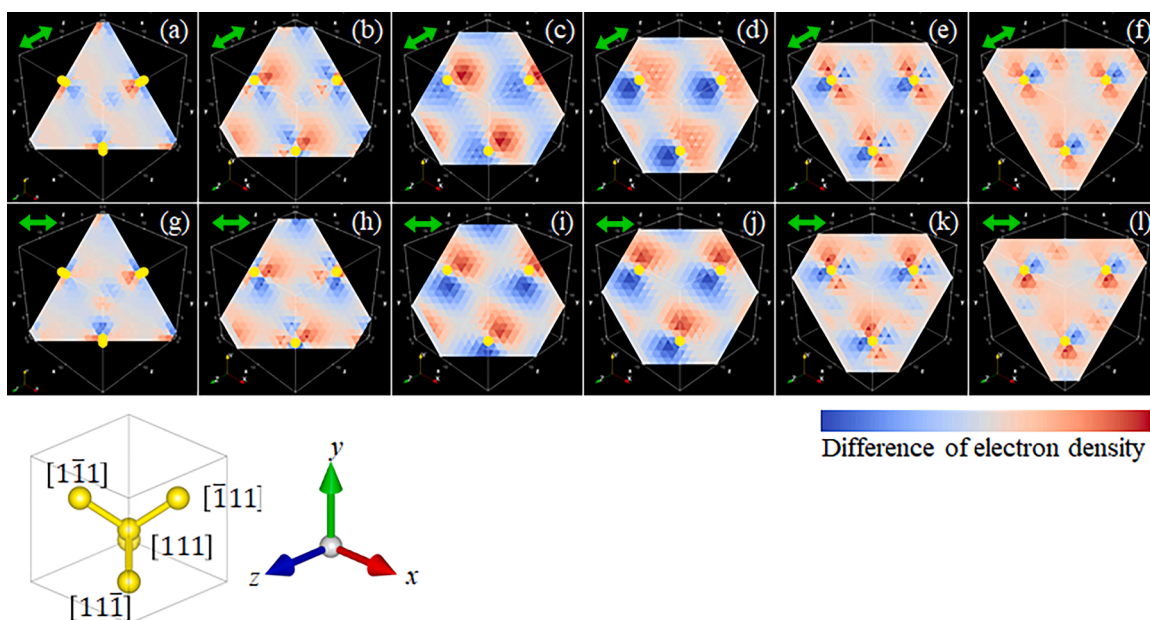 (a) (b) (c) (d) (e) (f)
(g) (h) (i) (j) (k) (l)
Difference of electron density
[11̄1]
[1̄11]
[111]
[111̄]
y
z
x